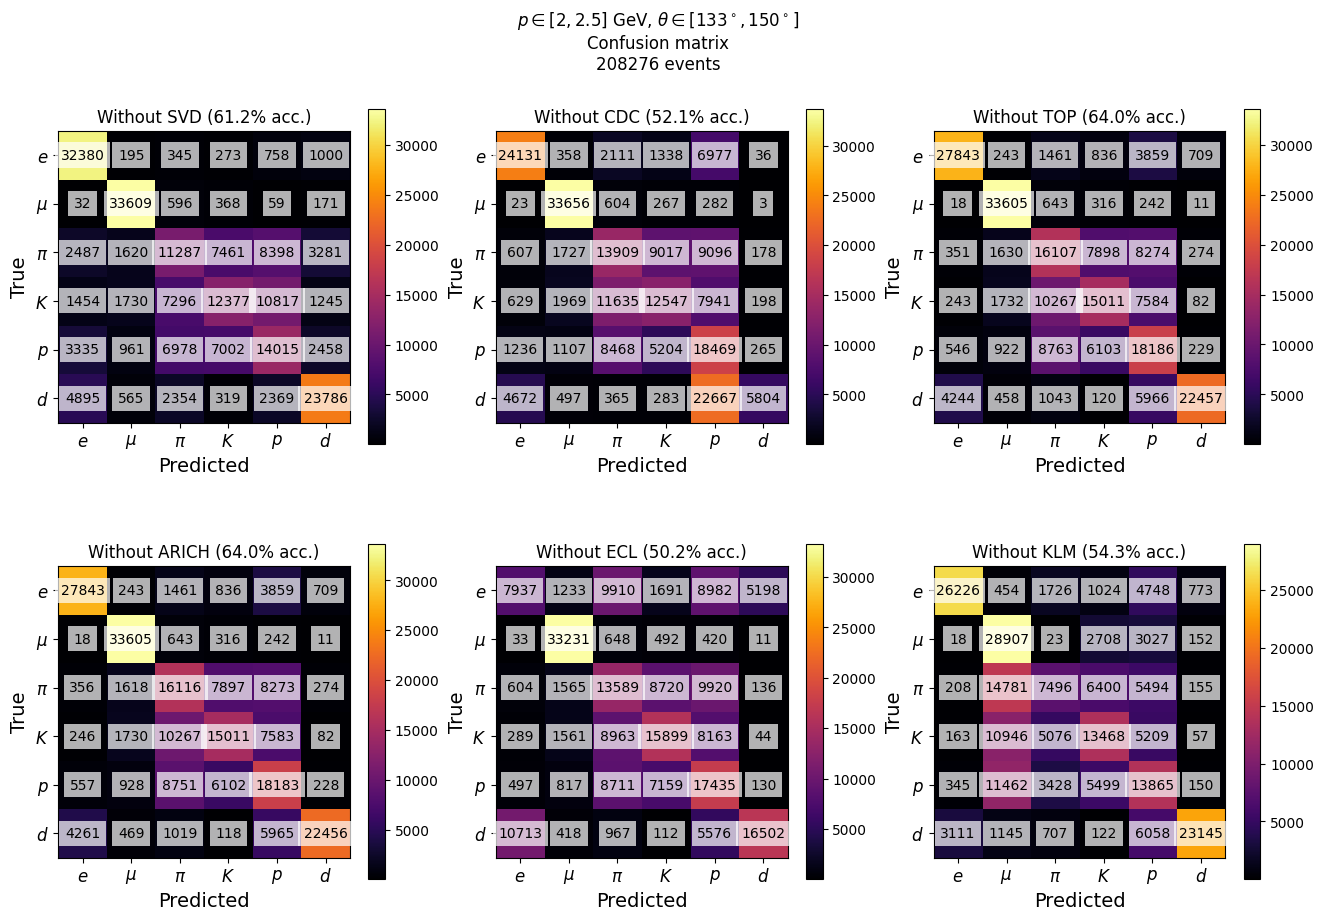 p ∈ [2, 2.5] GeV, θ ∈ [133°, 150°]
Confusion matrix
208276 events
Without SVD (61.2% acc.)
e 32380 195 345 273 758 1000
μ 32 33609 596 368 59 171
π 2487 1620 11287 7461 8398 3281
K 1454 1730 7296 12377 10817 1245
p 3335 961 6978 7002 14015 2458
d 4895 565 2354 319 2369 23786
e μ π K p d
Predicted
True
30000
25000
20000
15000
10000
5000
Without CDC (52.1% acc.)
e 24131 358 2111 1338 6977 36
μ 23 33656 604 267 282 3
π 607 1727 13909 9017 9096 178
K 629 1969 11635 12547 7941 198
p 1236 1107 8468 5204 18469 265
d 4672 497 365 283 22667 5804
e μ π K p d
Predicted
True
30000
25000
20000
15000
10000
5000
Without TOP (64.0% acc.)
e 27843 243 1461 836 3859 709
μ 18 33605 643 316 242 11
π 351 1630 16107 7898 8274 274
K 243 1732 10267 15011 7584 82
p 546 922 8763 6103 18186 229
d 4244 458 1043 120 5966 22457
e μ π K p d
Predicted
True
30000
25000
20000
15000
10000
5000
Without ARICH (64.0% acc.)
e 27843 243 1461 836 3859 709
μ 18 33605 643 316 242 11
π 356 1618 16116 7897 8273 274
K 246 1730 10267 15011 7583 82
p 557 928 8751 6102 18183 228
d 4261 469 1019 118 5965 22456
e μ π K p d
Predicted
True
30000
25000
20000
15000
10000
5000
Without ECL (50.2% acc.)
e 7937 1233 9910 1691 8982 5198
μ 33 33231 648 492 420 11
π 604 1565 13589 8720 9920 136
K 289 1561 8963 15899 8163 44
p 497 817 8711 7159 17435 130
d 10713 418 967 112 5576 16502
e μ π K p d
Predicted
True
30000
25000
20000
15000
10000
5000
Without KLM (54.3% acc.)
e 26226 454 1726 1024 4748 773
μ 18 28907 23 2708 3027 152
π 208 14781 7496 6400 5494 155
K 163 10946 5076 13468 5209 57
p 345 11462 3428 5499 13865 150
d 3111 1145 707 122 6058 23145
e μ π K p d
Predicted
True
25000
20000
15000
10000
5000